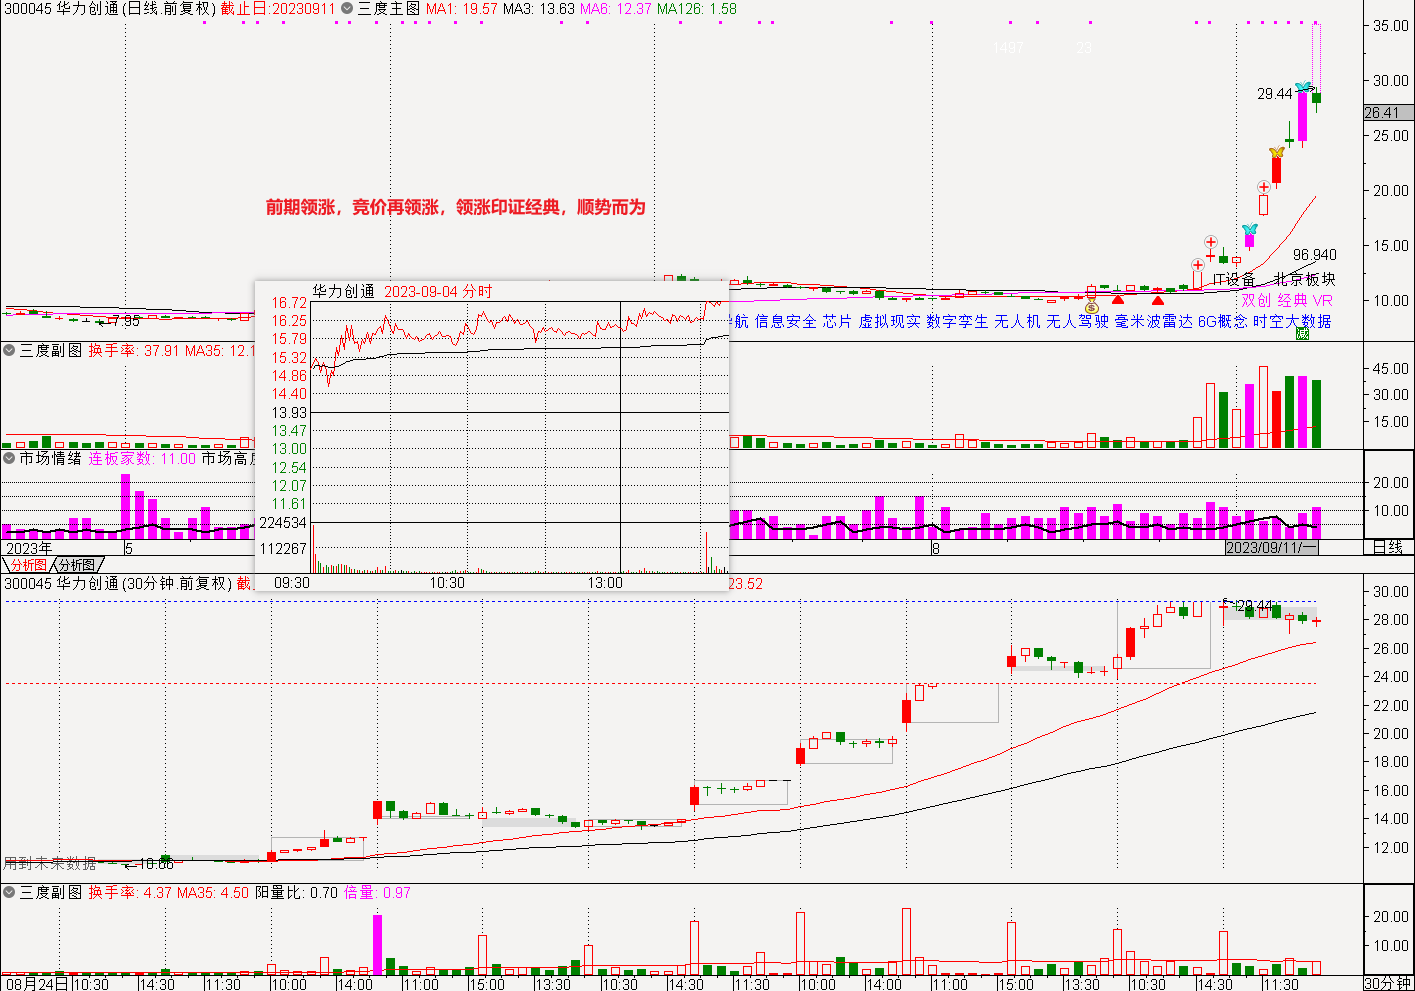 300045 华力创通 (日线.前复权) 截止日:20230911 三度主图 MA1: 19.57 MA3: 13.63 MA6: 12.37 MA126: 1.58
35.00
1497 23
30.00
29.44
26.41
25.00
前期领涨，竞价再领涨，领涨印证经典，顺势而为
20.00
15.00
96.940
IT设备 北京板块
双创 经典 VR
10.00
7.95
导航 信息安全 芯片 虚拟现实 数字孪生 无人机 无人驾驶 毫米波雷达 6G概念 时空大数据
减
华力创通 2023-09-04 分时
16.72
16.25
15.79
15.32
14.86
14.40
13.93
13.47
13.00
12.54
12.07
11.61
224534
112267
09:30 10:30 13:00
三度副图 换手率: 37.91 MA35: 12.1
45.00
30.00
15.00
市场情绪 连板家数: 11.00 市场高度
20.00
10.00
2023年 5 8 2023/09/11/一 日线
分析图 分析图
300045 华力创通 (30分钟.前复权) 截 23.52
30.00
29.44
28.00
26.00
24.00
22.00
20.00
18.00
16.00
14.00
12.00
用到未来数据 10.86
三度副图 换手率: 4.37 MA35: 4.50 阳量比: 0.70 倍量: 0.97
20.00
10.00
08月24日 10:30 14:30 11:30 10:00 14:00 11:00 15:00 13:30 10:30 14:30 11:30 10:00 14:00 11:00 15:00 13:30 10:30 14:30 11:30 30分钟